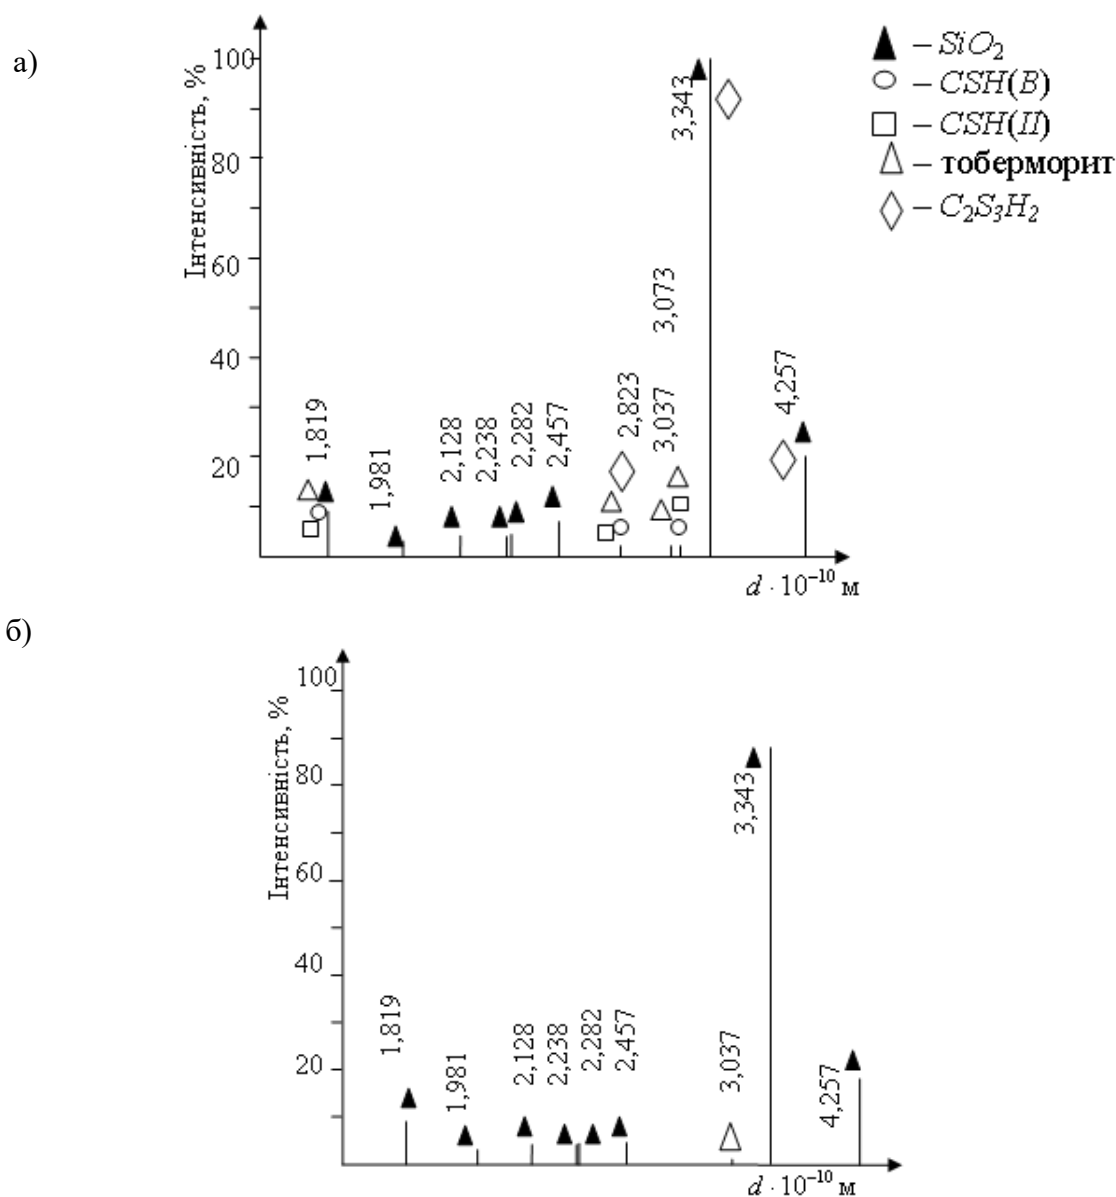 а)
Інтенсивність, %
100
80
60
40
20
1,819
1,981
2,128
2,238
2,282
2,457
2,823
3,037
3,073
3,343
4,257
d · 10⁻¹⁰ м
– SiO₂
– CSH(B)
– CSH(II)
– тоберморит
– C₂S₃H₂
б)
Інтенсивність, %
100
80
60
40
20
1,819
1,981
2,128
2,238
2,282
2,457
3,037
3,343
4,257
d · 10⁻¹⁰ м